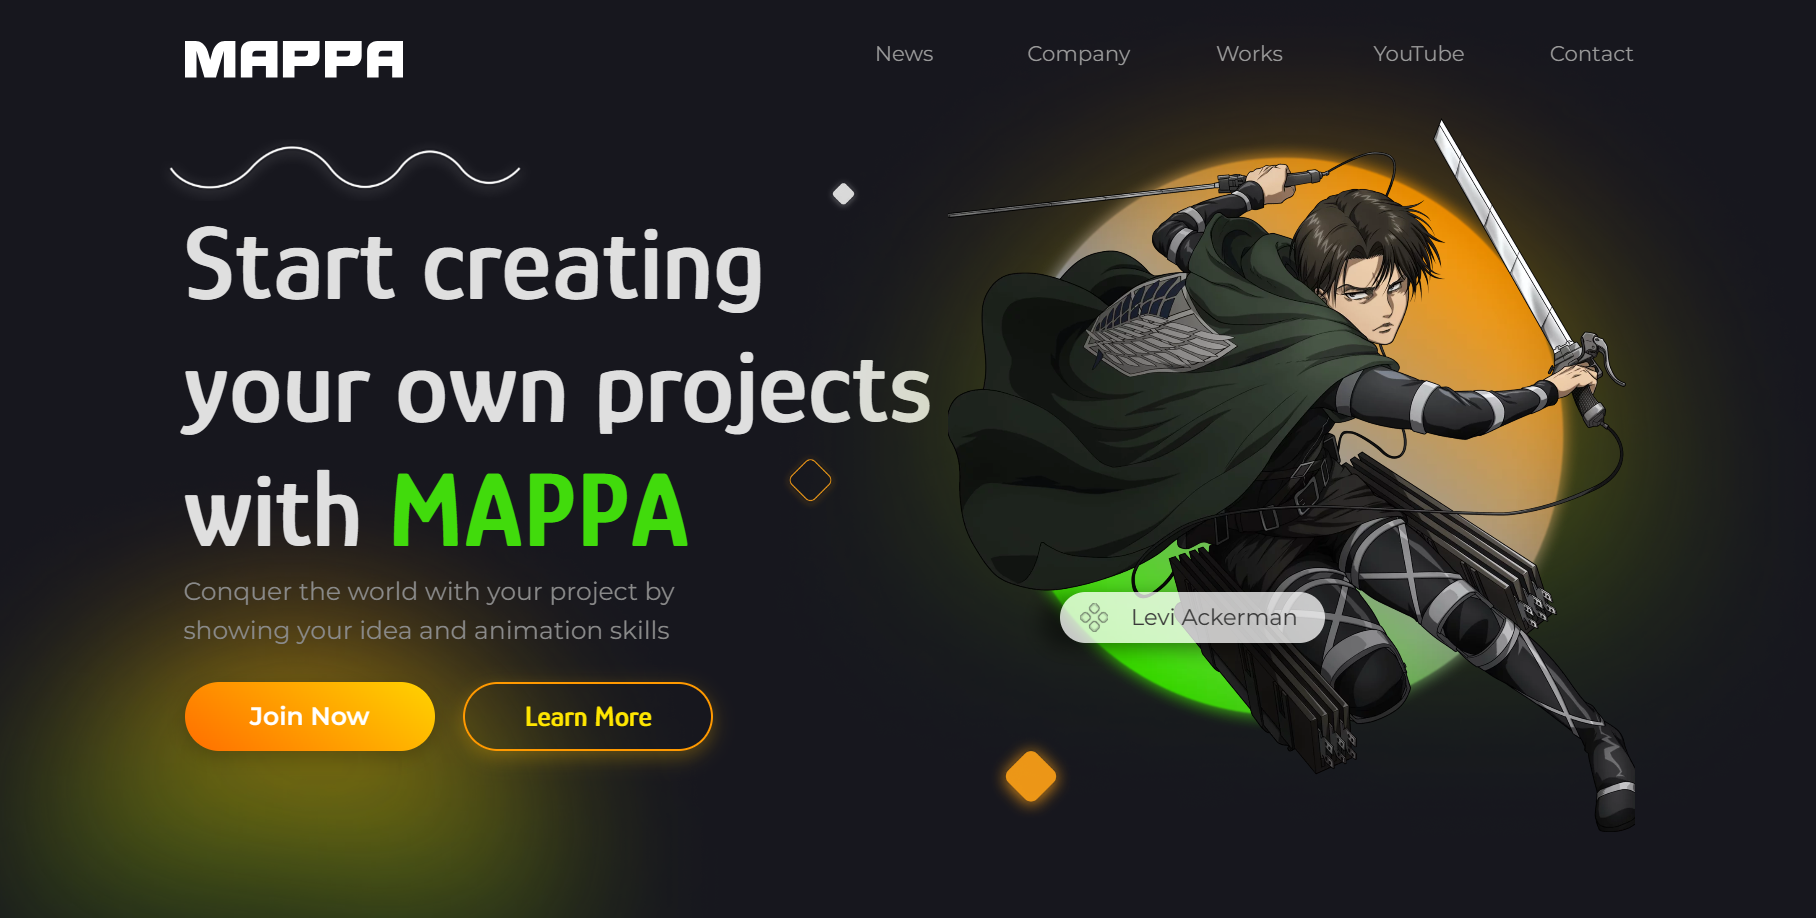 MAPPA
News
Company
Works
YouTube
Contact
Start creating
your own projects
with MAPPA
Conquer the world with your project by
showing your idea and animation skills
Join Now
Learn More
Levi Ackerman